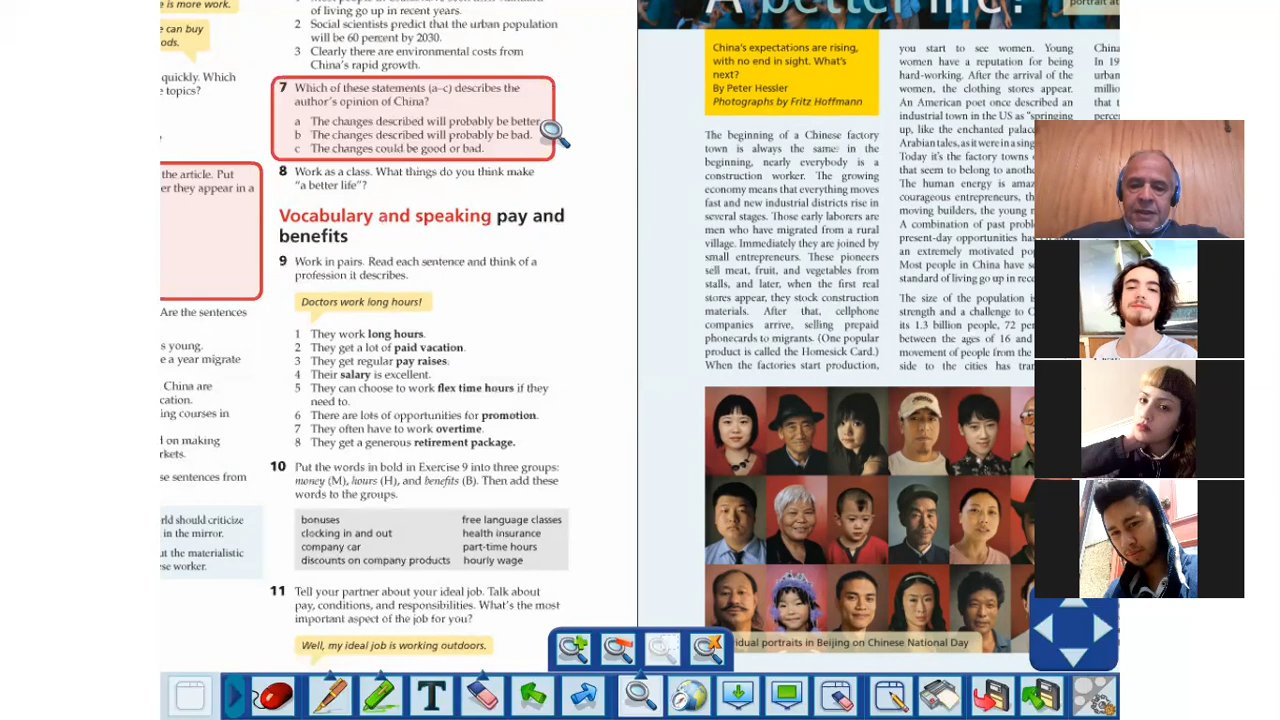 is more work.
can buy
ods.
quickly. Which
e topics?
the article. Put
er they appear in a
Are the sentences
s young.
e a year migrate
China are
cation.
ing courses in
d on making
rkets.
se sentences from
rld should criticize
in the mirror.
ut the materialistic
ese worker.
of living go up in recent years.
2 Social scientists predict that the urban population
will be 60 percent by 2030.
3 Clearly there are environmental costs from
China's rapid growth.
7 Which of these statements (a–c) describes the
author's opinion of China?
a The changes described will probably be better.
b The changes described will probably be bad.
c The changes could be good or bad.
8 Work as a class. What things do you think make
"a better life"?
Vocabulary and speaking pay and
benefits
9 Work in pairs. Read each sentence and think of a
profession it describes.
Doctors work long hours!
1 They work long hours.
2 They get a lot of paid vacation.
3 They get regular pay raises.
4 Their salary is excellent.
5 They can choose to work flex time hours if they
need to.
6 There are lots of opportunities for promotion.
7 They often have to work overtime.
8 They get a generous retirement package.
10 Put the words in bold in Exercise 9 into three groups:
money (M), hours (H), and benefits (B). Then add these
words to the groups.
bonuses free language classes
clocking in and out health insurance
company car part-time hours
discounts on company products hourly wage
11 Tell your partner about your ideal job. Talk about
pay, conditions, and responsibilities. What's the most
important aspect of the job for you?
Well, my ideal job is working outdoors.
A better life?
portrait at
China's expectations are rising,
with no end in sight. What's
next?
By Peter Hessler
Photographs by Fritz Hoffmann
The beginning of a Chinese factory
town is always the same: in the
beginning, nearly everybody is a
construction worker. The growing
economy means that everything moves
fast and new industrial districts rise in
several stages. Those early laborers are
men who have migrated from a rural
village. Immediately they are joined by
small entrepreneurs. These pioneers
sell meat, fruit, and vegetables from
stalls, and later, when the first real
stores appear, they stock construction
materials. After that, cellphone
companies arrive, selling prepaid
phonecards to migrants. (One popular
product is called the Homesick Card.)
When the factories start production,
you start to see women. Young
women have a reputation for being
hard-working. After the arrival of the
women, the clothing stores appear.
An American poet once described an
industrial town in the US as "springing
up, like the enchanted palace
Arabian tales, as it were in a sing
Today it's the factory towns o
that seem to belong to anothe
The human energy is amaz
courageous entrepreneurs, th
moving builders, the young
A combination of past probl
present-day opportunities has
an extremely motivated po
Most people in China have s
standard of living go up in rece
The size of the population is
strength and a challenge to C
its 1.3 billion people, 72 per
between the ages of 16 and
movement of people from the
side to the cities has tran
China
In 19
urban
millio
that t
percen
vidual portraits in Beijing on Chinese National Day
T